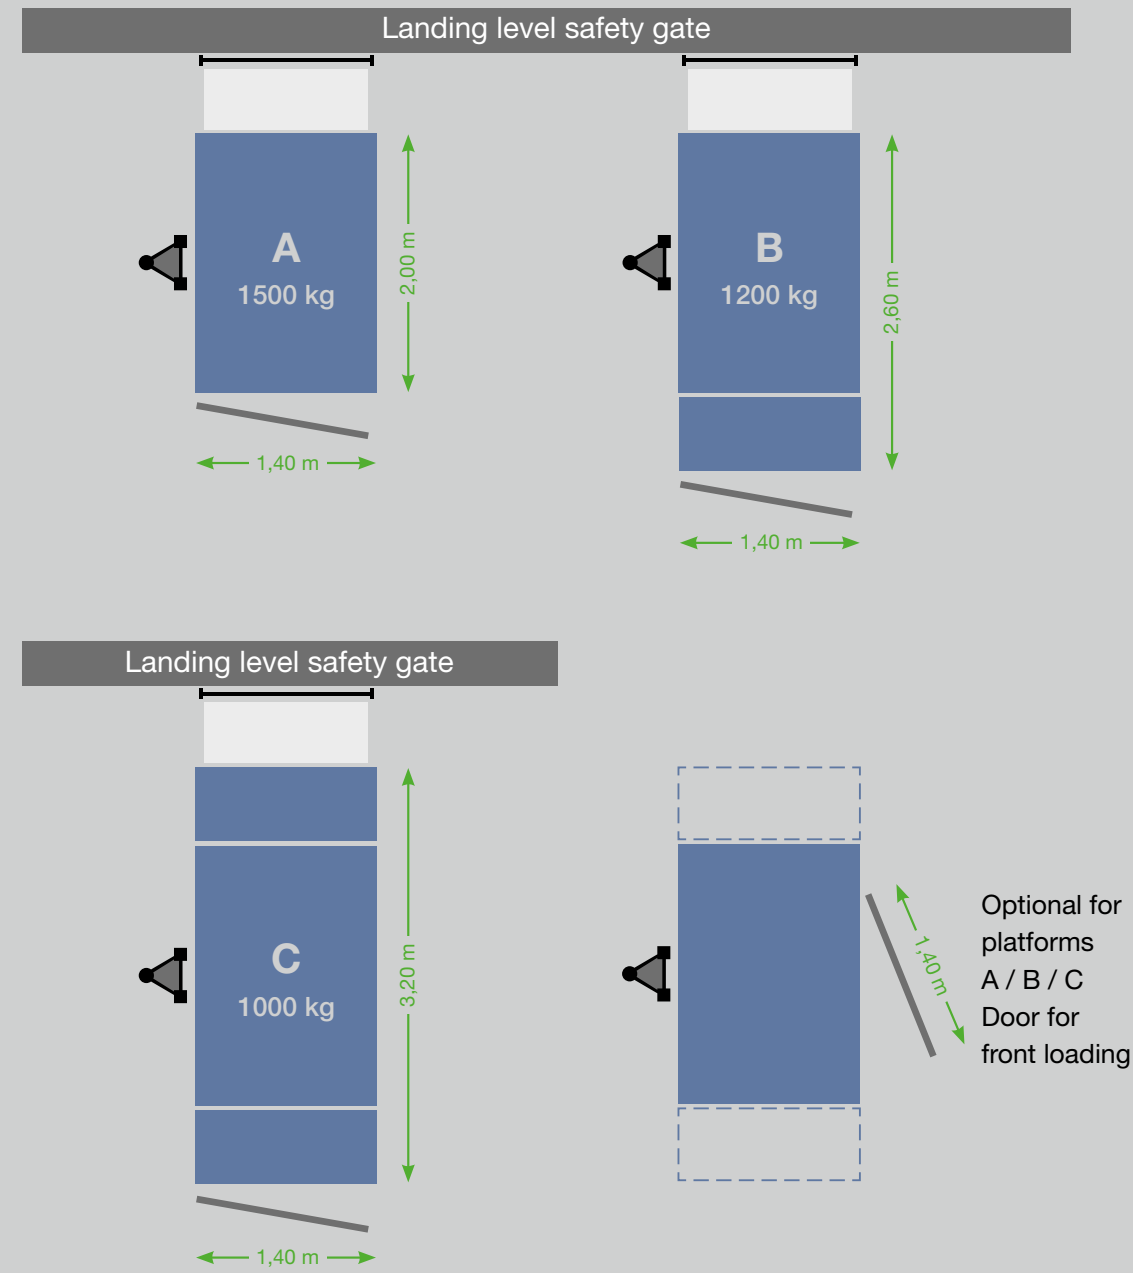 Landing level safety gate
A
1500 kg
2,00 m
1,40 m
B
1200 kg
2,60 m
1,40 m
Landing level safety gate
C
1000 kg
3,20 m
1,40 m
1,40 m
Optional for
platforms
A / B / C
Door for
front loading